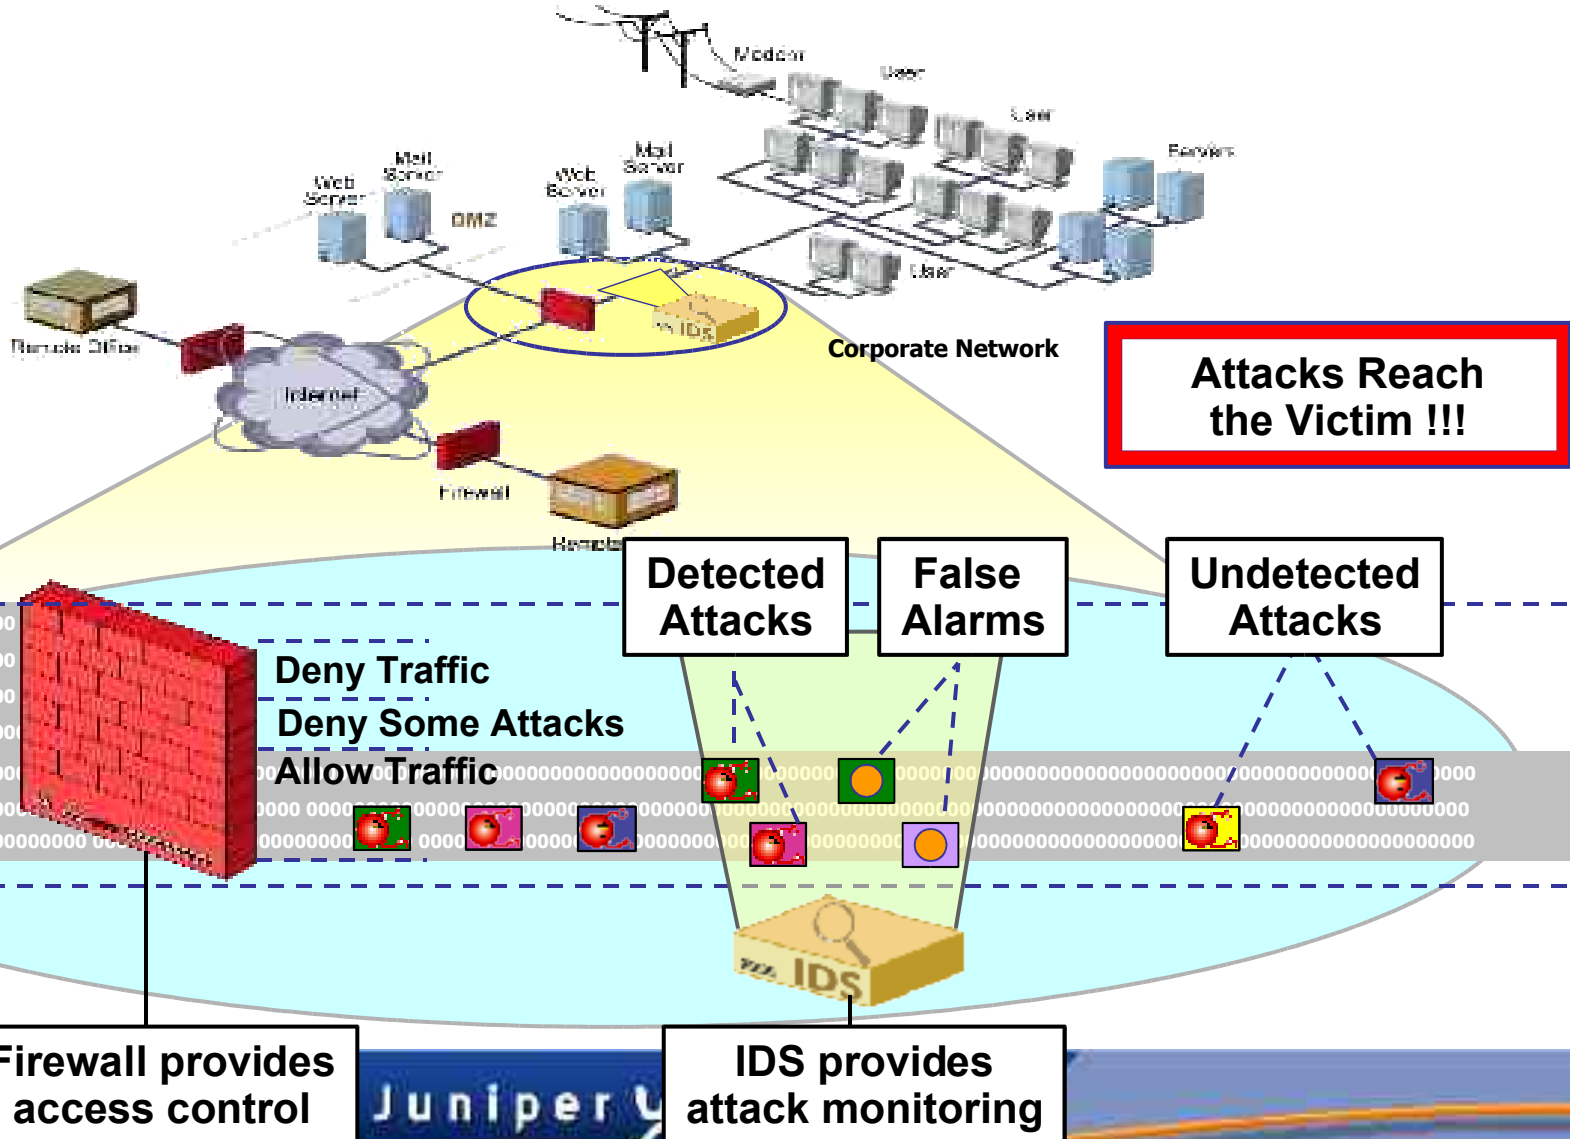 Modem
User
User
Mail
Server
Web
Server
Mail
Server
Web
Server
Servers
DMZ
User
IDS
Remote Office
Corporate Network
Internet
Attacks Reach
the Victim !!!
Firewall
Remote
Detected
Attacks
False
Alarms
Undetected
Attacks
Deny Traffic
Deny Some Attacks
Allow Traffic
IDS
Firewall provides
access control
Juniper
IDS provides
attack monitoring